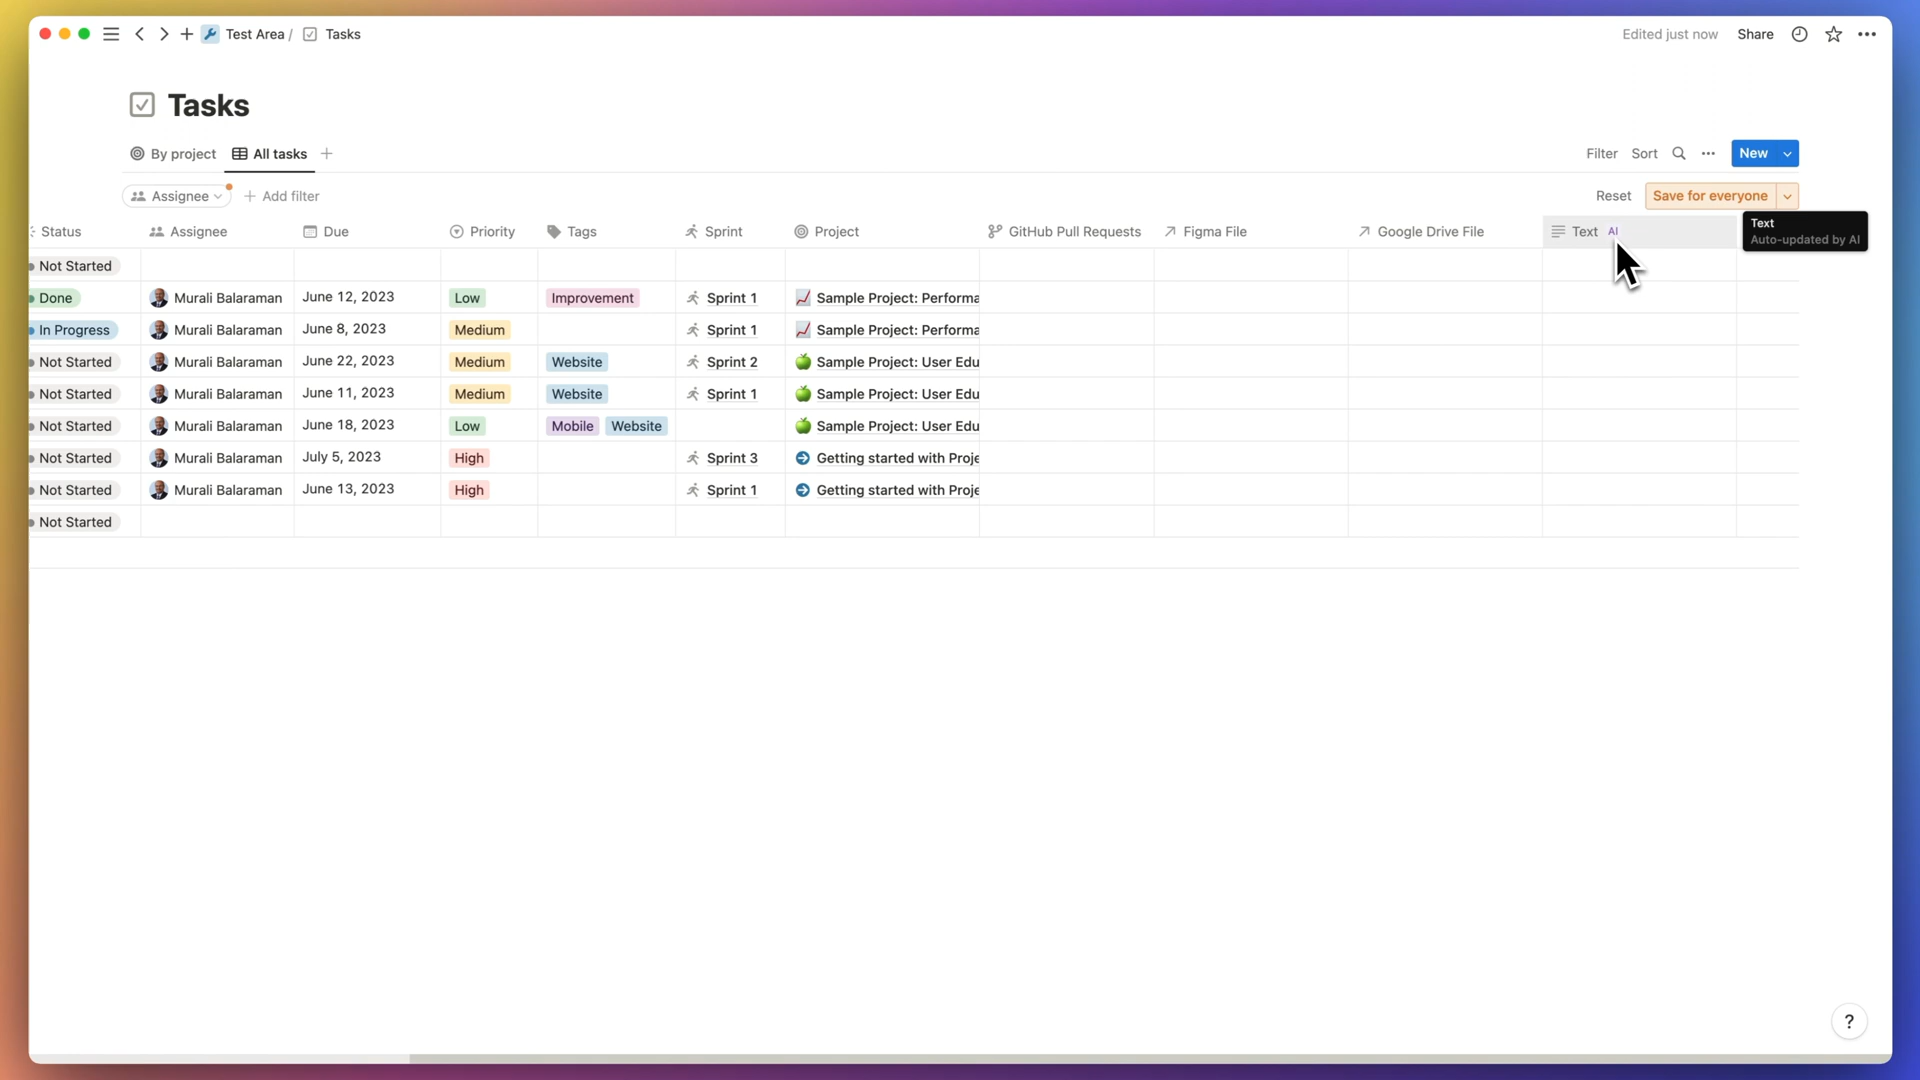 Test Area / Tasks
Edited just now Share
Tasks
By project All tasks
Filter Sort New
Assignee Add filter
Reset Save for everyone
Text
Auto-updated by AI
Status Assignee Due Priority Tags Sprint Project GitHub Pull Requests Figma File Google Drive File Text AI
Not Started
Done Murali Balaraman June 12, 2023 Low Improvement Sprint 1 Sample Project: Performa
In Progress Murali Balaraman June 8, 2023 Medium Sprint 1 Sample Project: Performa
Not Started Murali Balaraman June 22, 2023 Medium Website Sprint 2 Sample Project: User Edu
Not Started Murali Balaraman June 11, 2023 Medium Website Sprint 1 Sample Project: User Edu
Not Started Murali Balaraman June 18, 2023 Low Mobile Website Sample Project: User Edu
Not Started Murali Balaraman July 5, 2023 High Sprint 3 Getting started with Proje
Not Started Murali Balaraman June 13, 2023 High Sprint 1 Getting started with Proje
Not Started
?